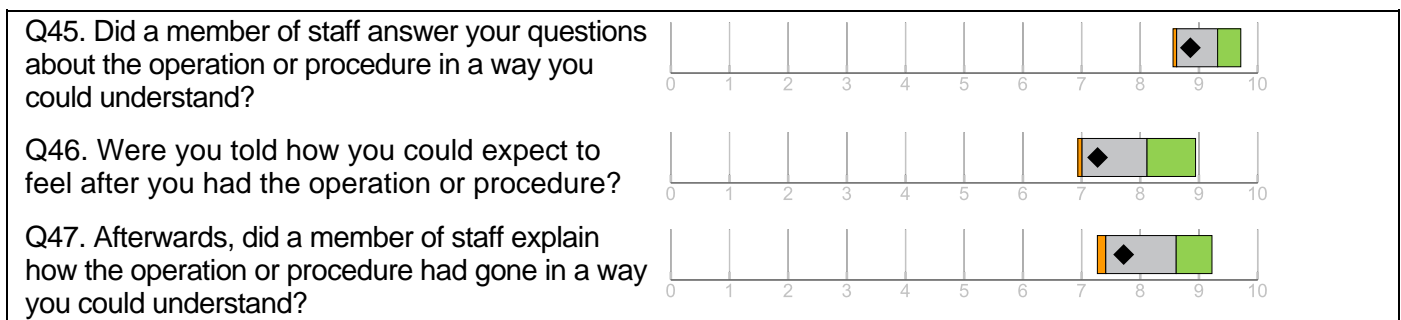 Q45. Did a member of staff answer your questions
about the operation or procedure in a way you
could understand?
0 1 2 3 4 5 6 7 8 9 10
Q46. Were you told how you could expect to
feel after you had the operation or procedure?
0 1 2 3 4 5 6 7 8 9 10
Q47. Afterwards, did a member of staff explain
how the operation or procedure had gone in a way
you could understand?
0 1 2 3 4 5 6 7 8 9 10